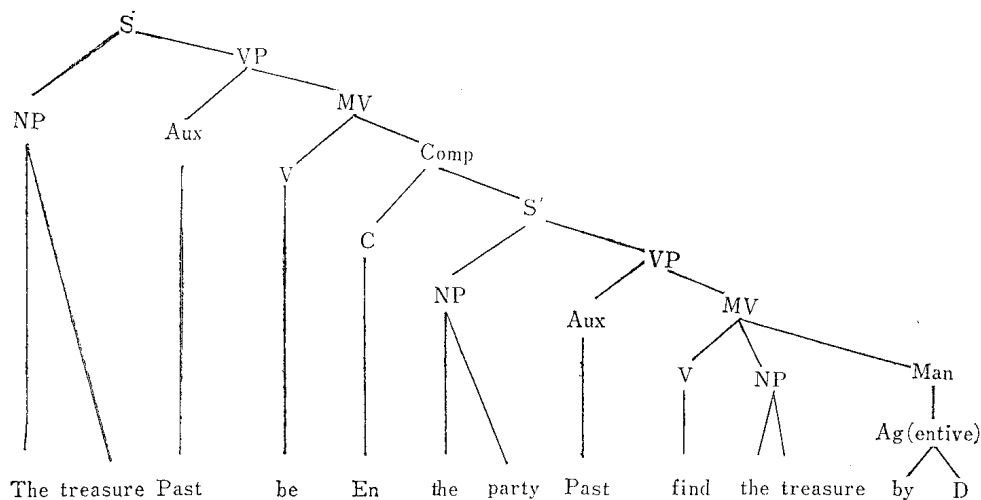 S
VP
NP
Aux
MV
V
Comp
C
S'
NP
VP
Aux
MV
V
NP
Man
Ag(entive)
The treasure Past be En the party Past find the treasure by D